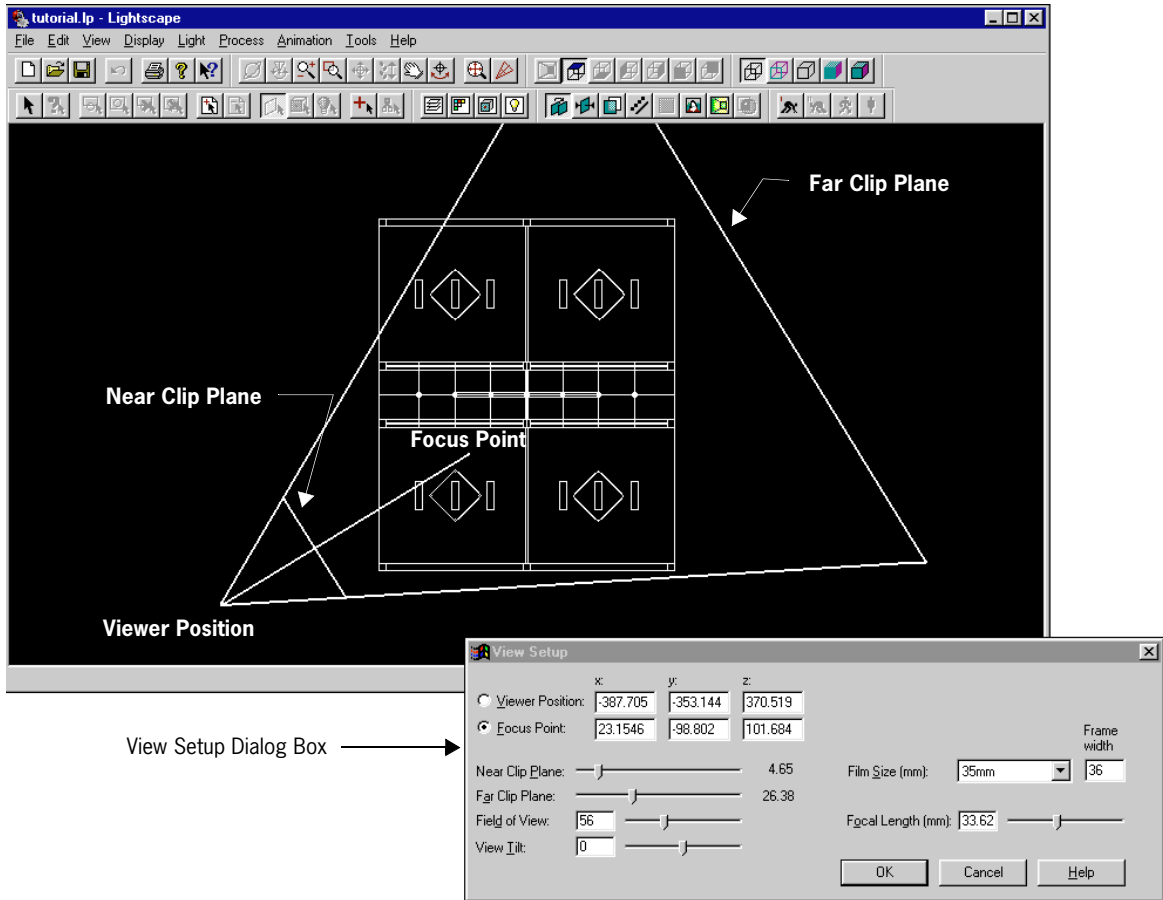 tutorial.lp - Lightscape
File Edit View Display Light Process Animation Tools Help
Far Clip Plane
Near Clip Plane
Focus Point
Viewer Position
View Setup
x: y: z:
Viewer Position: -387.705 -353.144 370.519
Focus Point: 23.1546 -98.802 101.684
View Setup Dialog Box
Frame width
Near Clip Plane: 4.65 Film Size (mm): 35mm 36
Far Clip Plane: 26.38
Field of View: 56 Focal Length (mm): 33.62
View Tilt: 0
OK Cancel Help